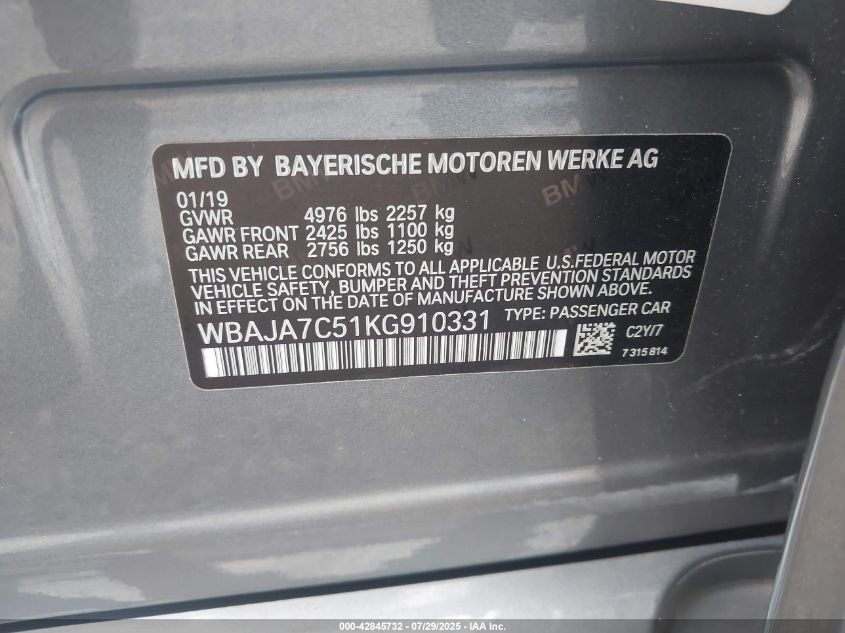 MFD BY BAYERISCHE MOTOREN WERKE AG
01/19
GVWR 4976 lbs 2257 kg
GAWR FRONT 2425 lbs 1100 kg
GAWR REAR 2756 lbs 1250 kg
THIS VEHICLE CONFORMS TO ALL APPLICABLE U.S.FEDERAL MOTOR
VEHICLE SAFETY, BUMPER AND THEFT PREVENTION STANDARDS
IN EFFECT ON THE DATE OF MANUFACTURE SHOWN ABOVE.
WBAJA7C51KG910331 TYPE: PASSENGER CAR
C2Y/7
7315814
000-42845732 - 07/29/2025 - IAA Inc.